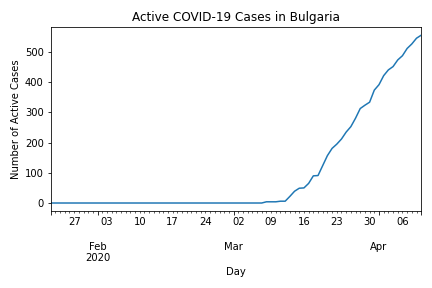 Active COVID-19 Cases in Bulgaria
Number of Active Cases
500
400
300
200
100
0
27 03 10 17 24 02 09 16 23 30 06
Feb Mar Apr
2020
Day